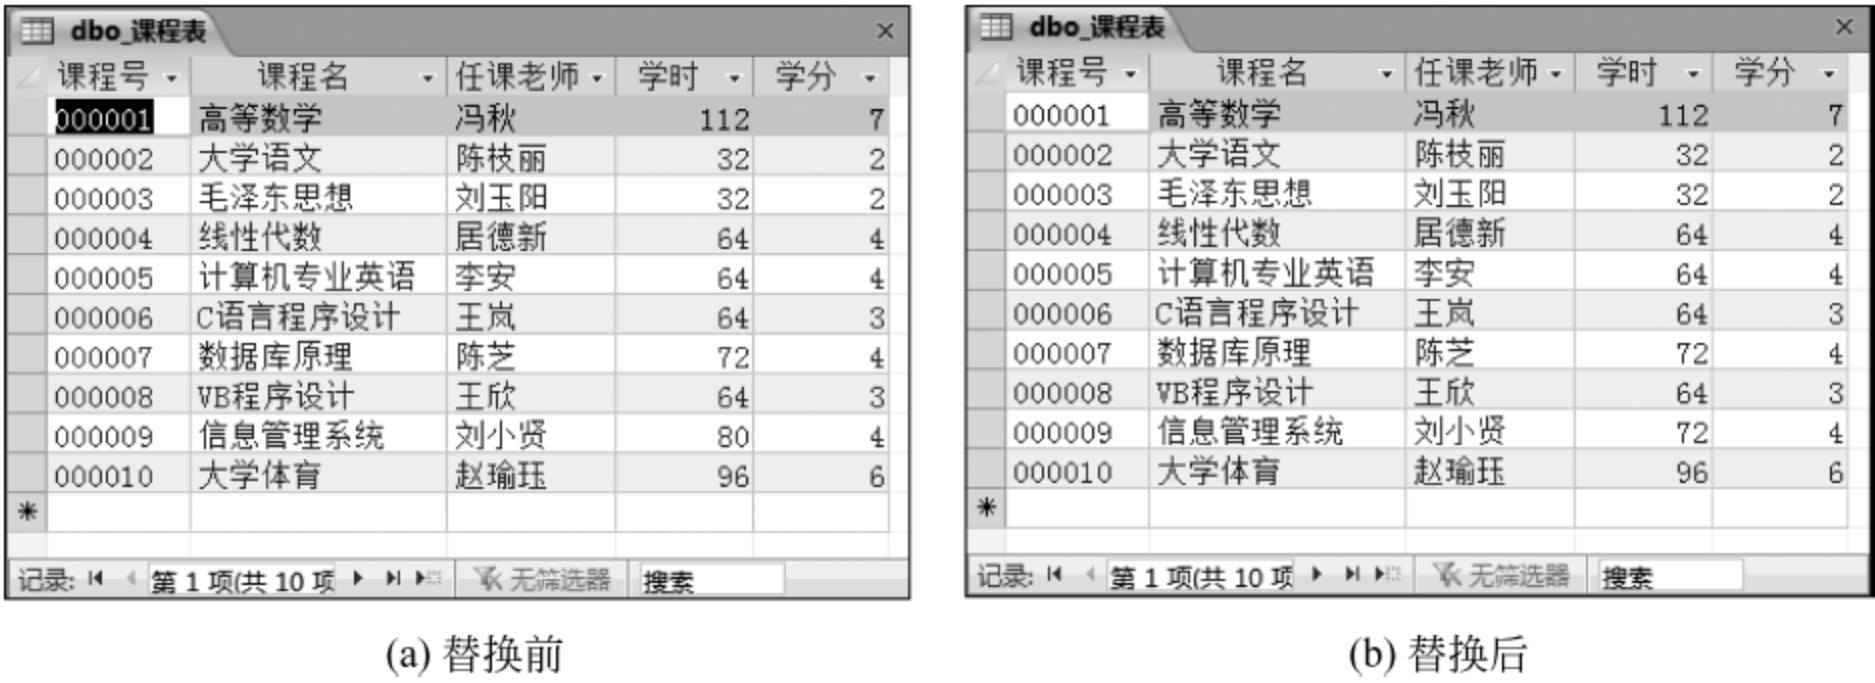 dbo_课程表
课程号 课程名 任课老师 学时 学分
000001 高等数学 冯秋 112 7
000002 大学语文 陈枝丽 32 2
000003 毛泽东思想 刘玉阳 32 2
000004 线性代数 居德新 64 4
000005 计算机专业英语 李安 64 4
000006 C语言程序设计 王岚 64 3
000007 数据库原理 陈芝 72 4
000008 VB程序设计 王欣 64 3
000009 信息管理系统 刘小贤 80 4
000010 大学体育 赵瑜珏 96 6
记录: 第 1 项(共 10 项 无筛选器 搜索
(a) 替换前
dbo_课程表
课程号 课程名 任课老师 学时 学分
000001 高等数学 冯秋 112 7
000002 大学语文 陈枝丽 32 2
000003 毛泽东思想 刘玉阳 32 2
000004 线性代数 居德新 64 4
000005 计算机专业英语 李安 64 4
000006 C语言程序设计 王岚 64 3
000007 数据库原理 陈芝 72 4
000008 VB程序设计 王欣 64 3
000009 信息管理系统 刘小贤 72 4
000010 大学体育 赵瑜珏 96 6
记录: 第 1 项(共 10 项 无筛选器 搜索
(b) 替换后